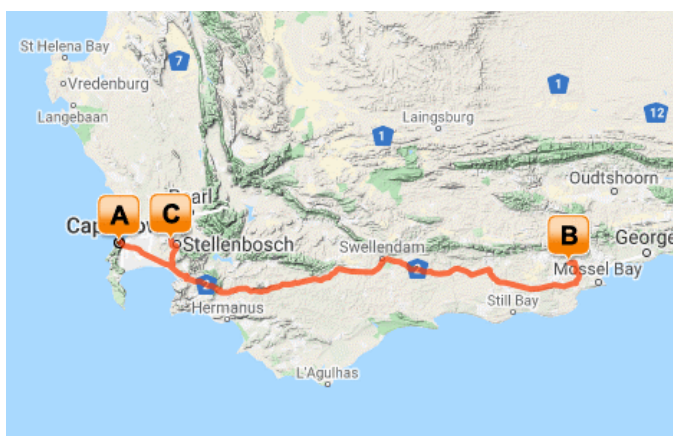 St Helena Bay
7
Vredenburg
1
Langebaan
12
Laingsburg
1
Oudtshoorn
A
C
B
Stellenbosch
George
Swellendam
2
Mossel Bay
2
Still Bay
Hermanus
L'Agulhas